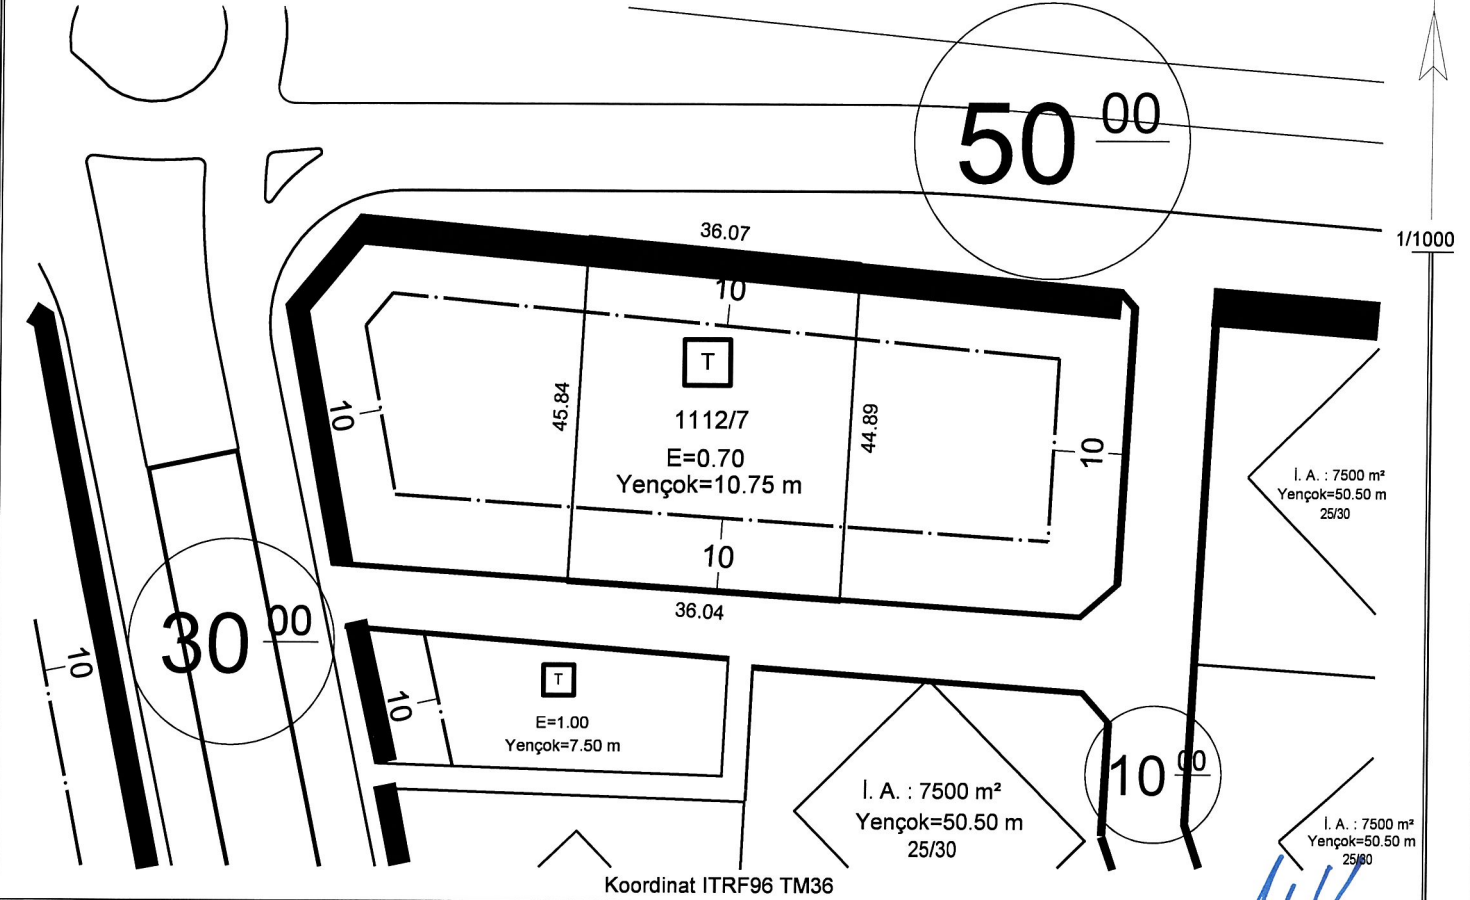 50 00
36.07
1/1000
10
T
45.84
1112/7
44.89
10
E=0.70
10
Yençok=10.75 m
İ. A. : 7500 m²
Yençok=50.50 m
25/30
10
36.04
30 00
10
10
T
E=1.00
Yençok=7.50 m
10 00
İ. A. : 7500 m²
Yençok=50.50 m
25/30
İ. A. : 7500 m²
Yençok=50.50 m
25/30
Koordinat ITRF96 TM36